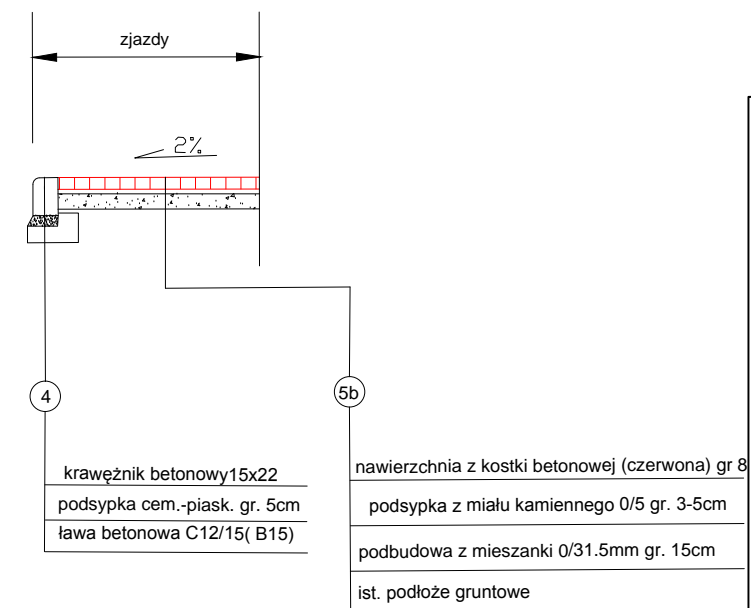 zjazdy
2%
4
krawężnik betonowy15x22
podsypka cem.-piask. gr. 5cm
ława betonowa C12/15( B15)
5b
nawierzchnia z kostki betonowej (czerwona) gr 8
podsypka z miału kamiennego 0/5 gr. 3-5cm
podbudowa z mieszanki 0/31.5mm gr. 15cm
ist. podłoże gruntowe